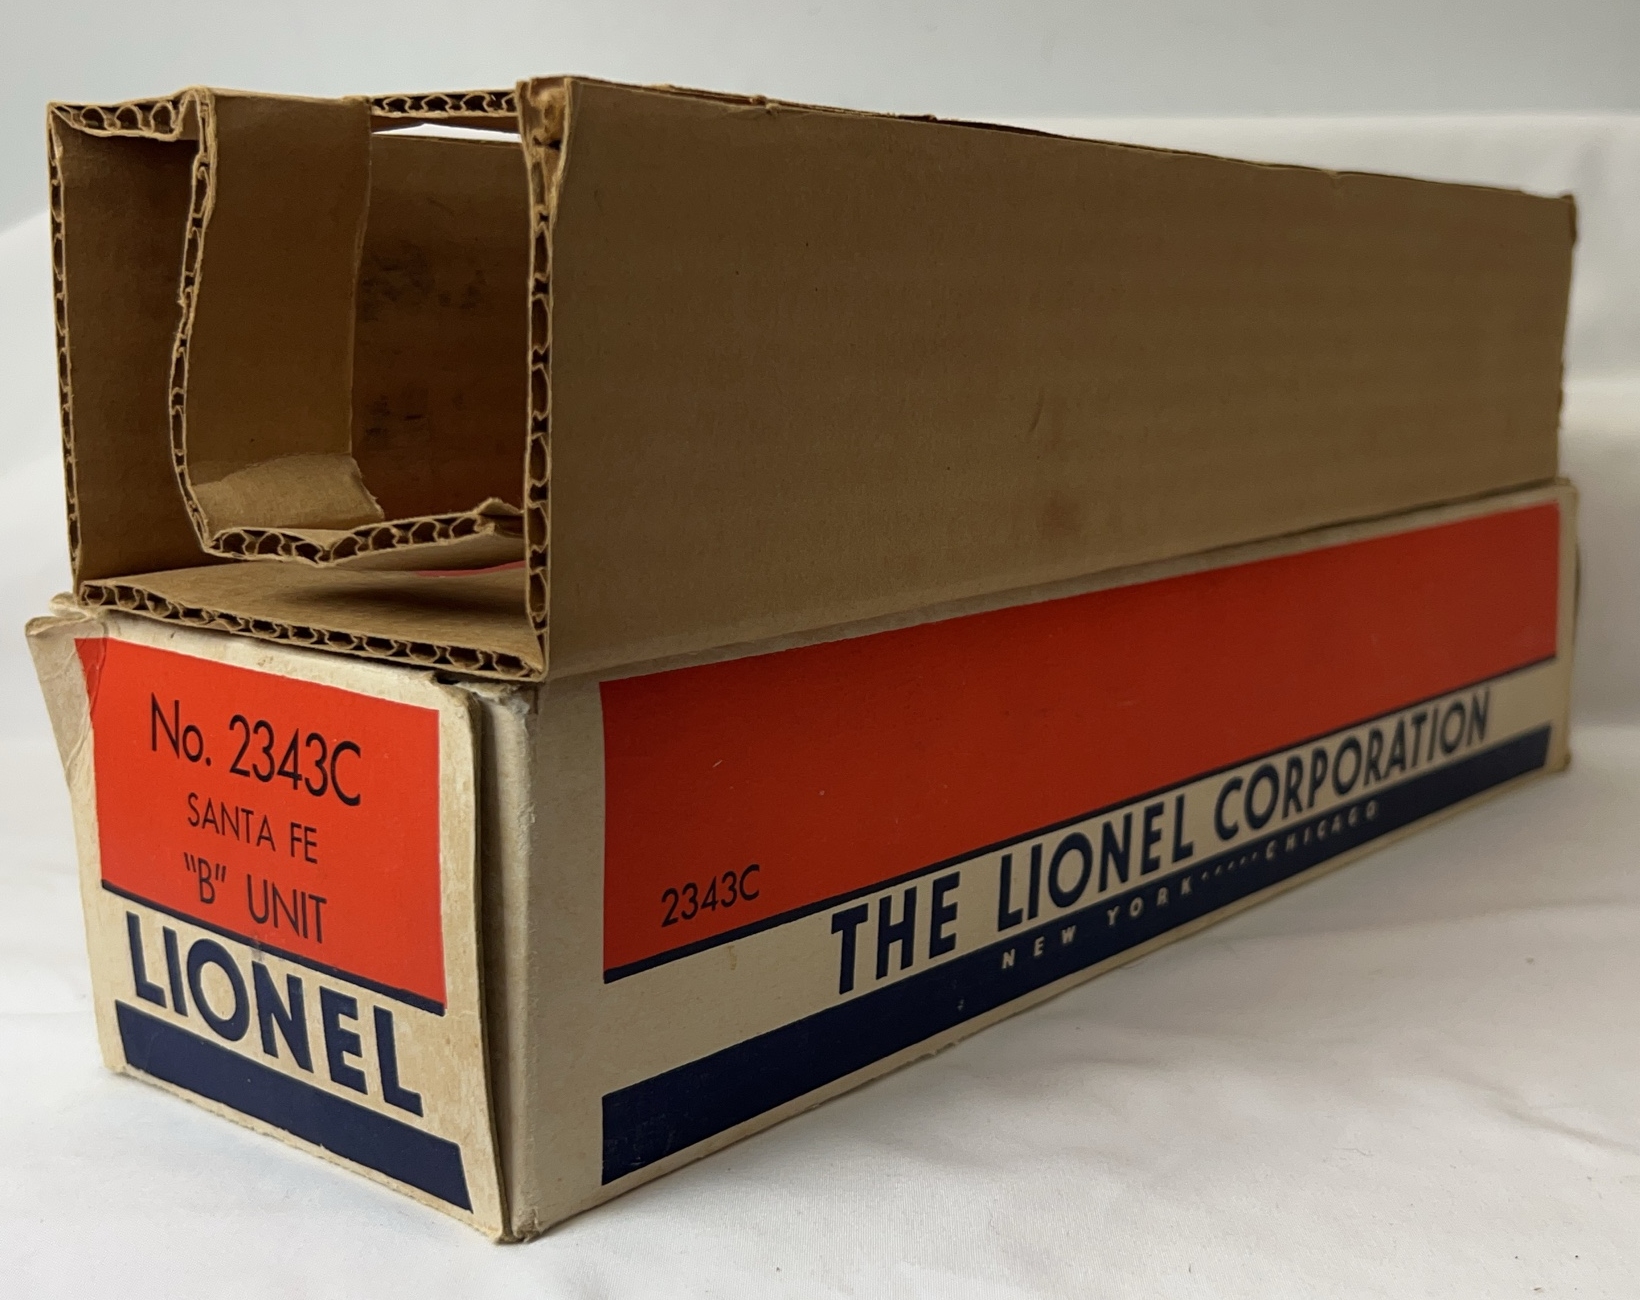 No. 2343C
SANTA FE
"B" UNIT
LIONEL
2343C
THE LIONEL CORPORATION
NEW YORK ····· CHICAGO